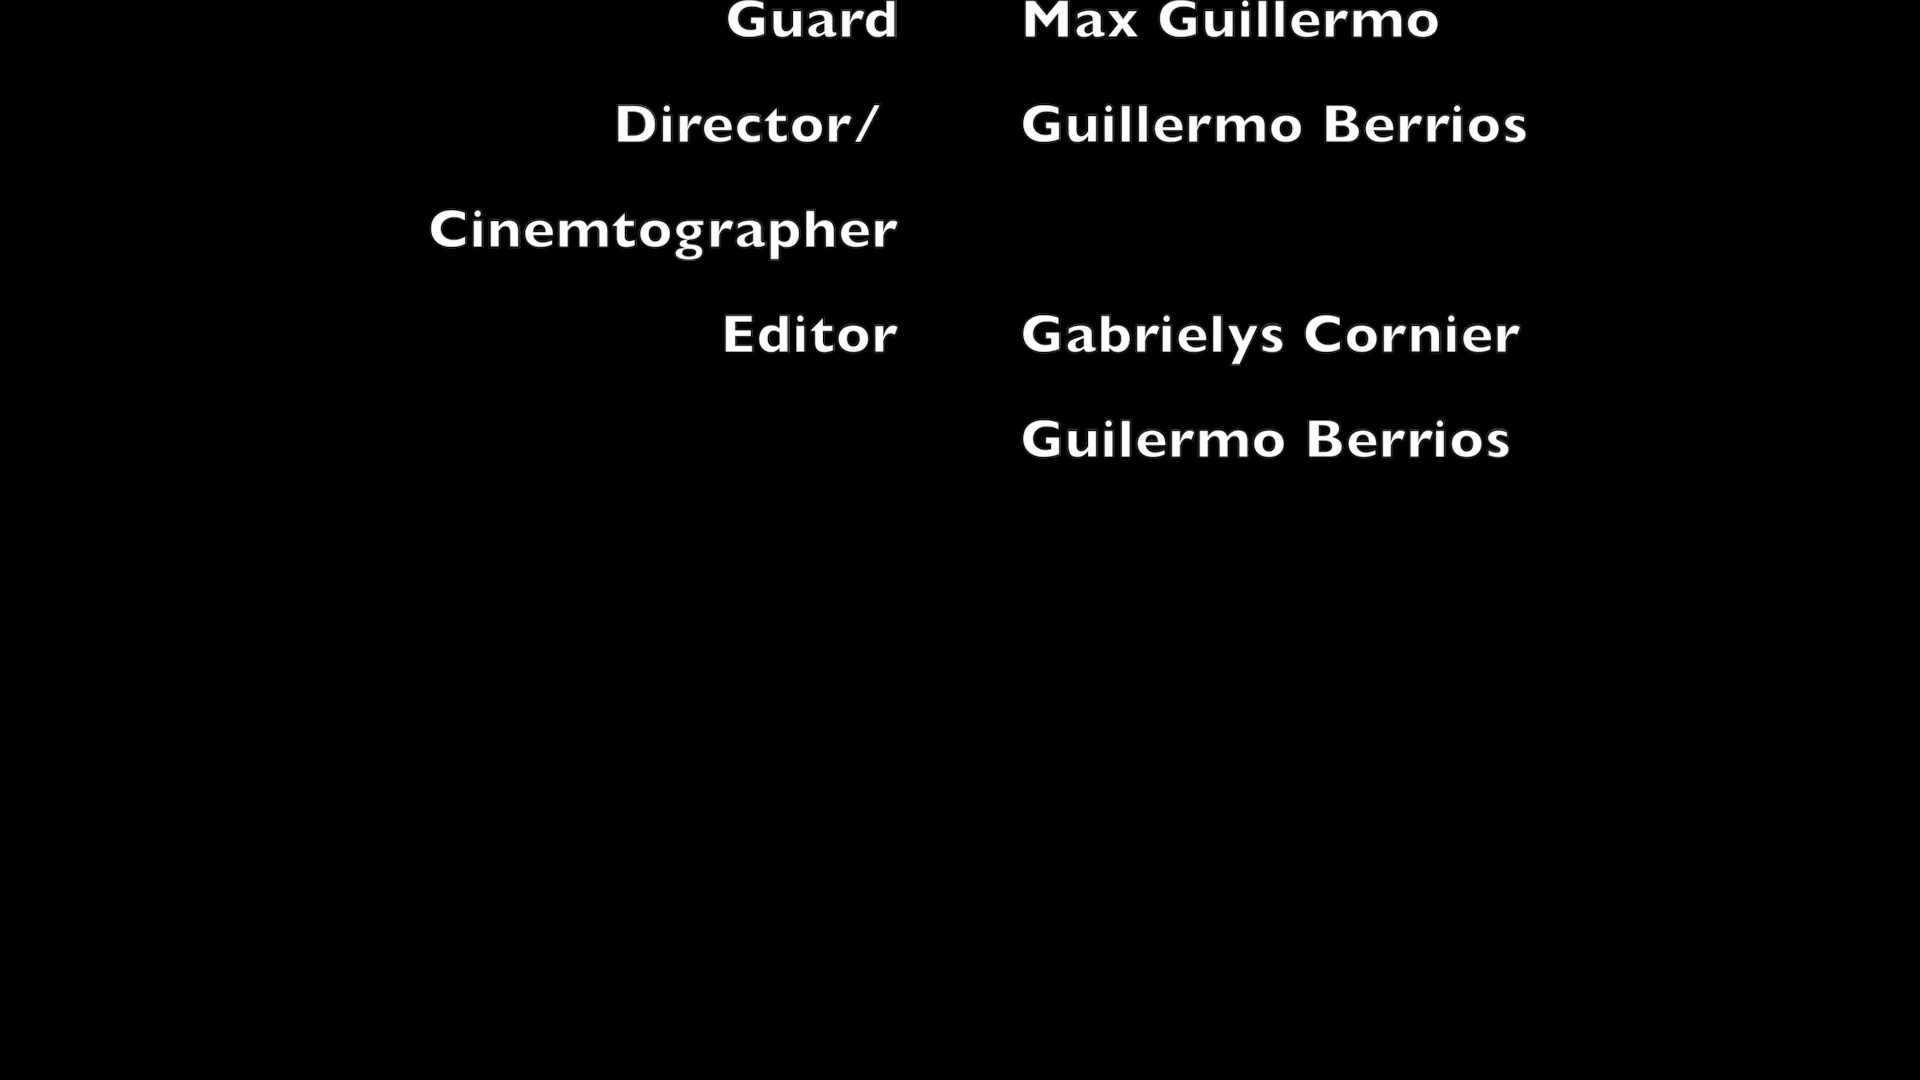 Guard Max Guillermo
Director/ Guillermo Berrios
Cinemtographer
Editor Gabrielys Cornier
Guilermo Berrios